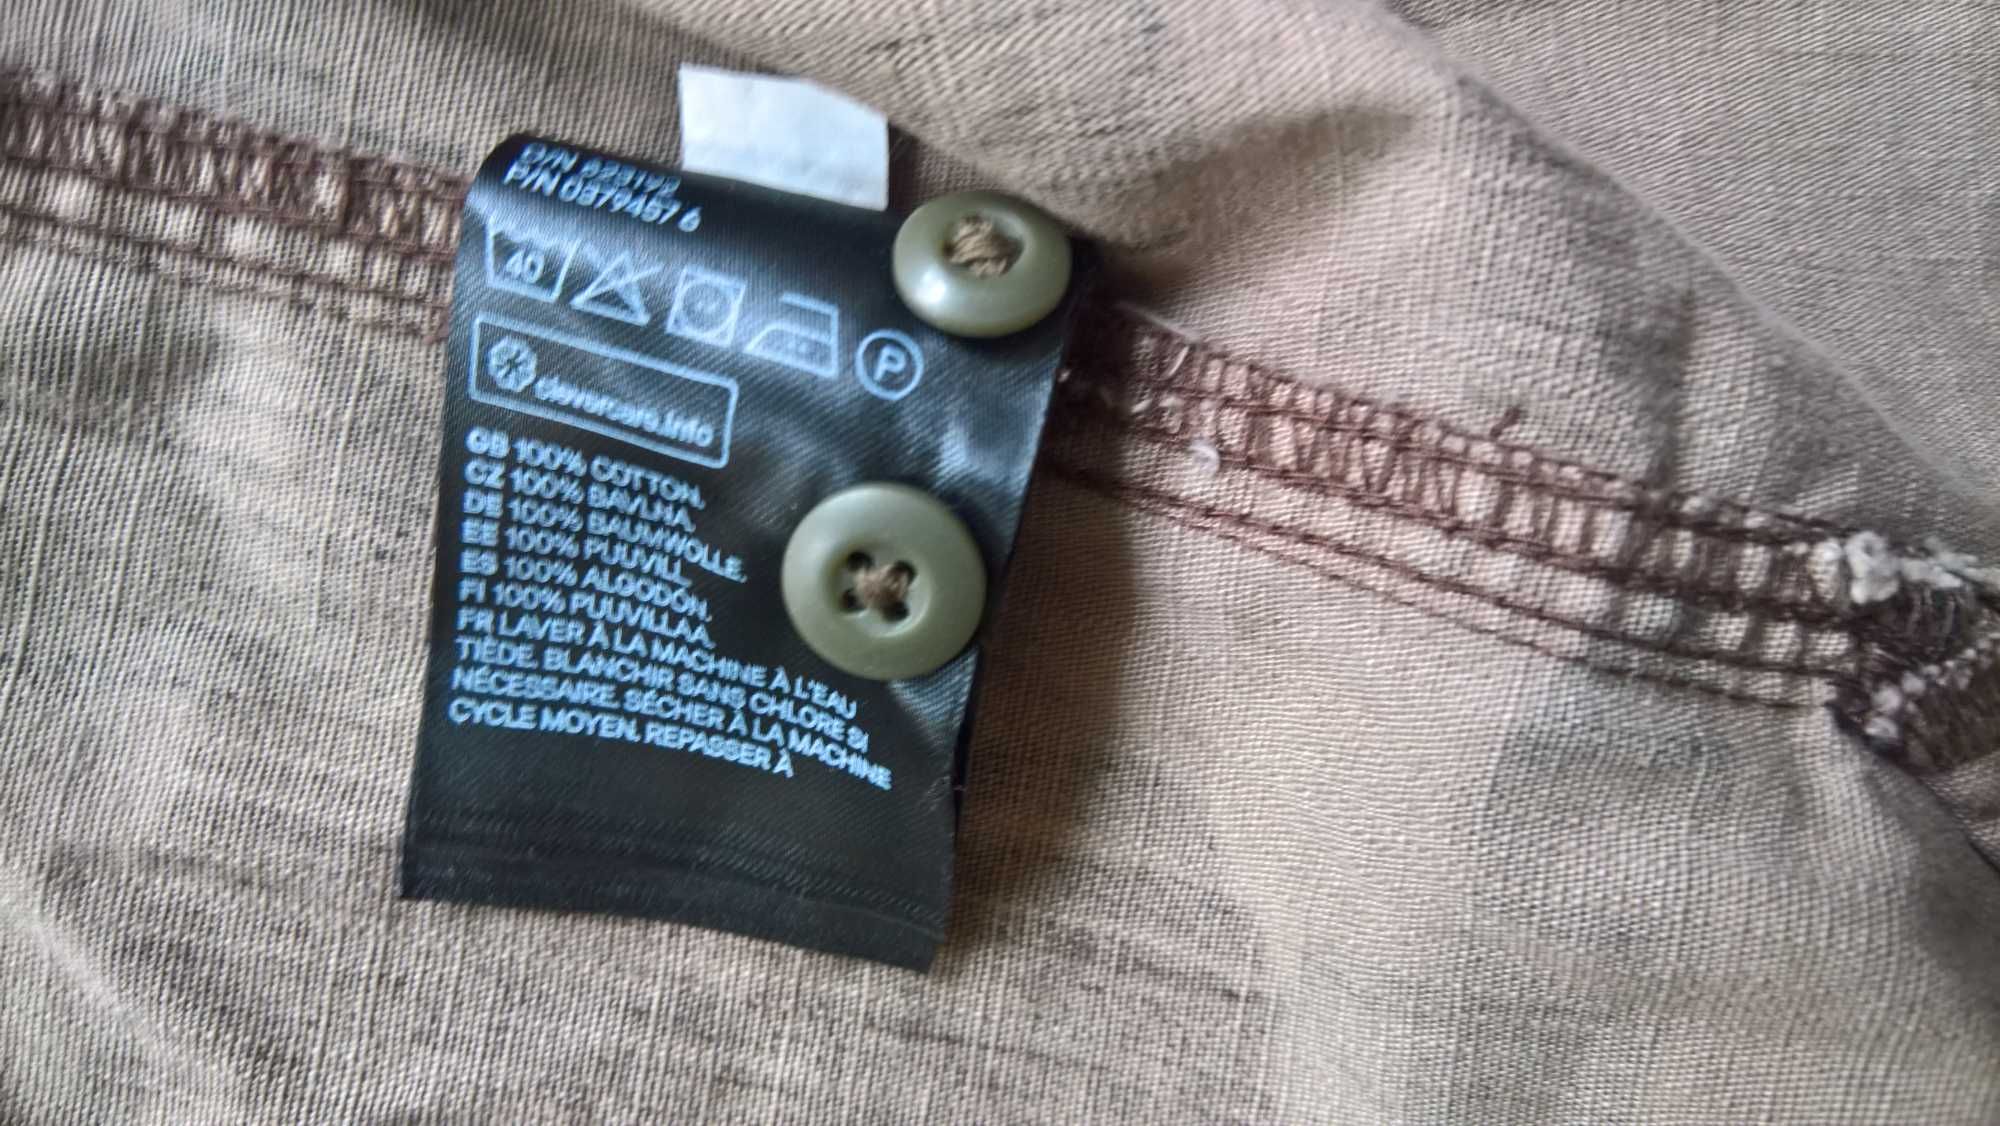 O/N 623192
P/N 0879457 6
40
P
clevercare.info
GB 100% COTTON.
CZ 100% BAVLNA.
DE 100% BAUMWOLLE.
EE 100% PUUVILL.
ES 100% ALGODÓN.
FI 100% PUUVILLAA.
FR LAVER À LA MACHINE À L'EAU
TIÈDE. BLANCHIR SANS CHLORE SI
NÉCESSAIRE. SÉCHER À LA MACHINE
CYCLE MOYEN. REPASSER À